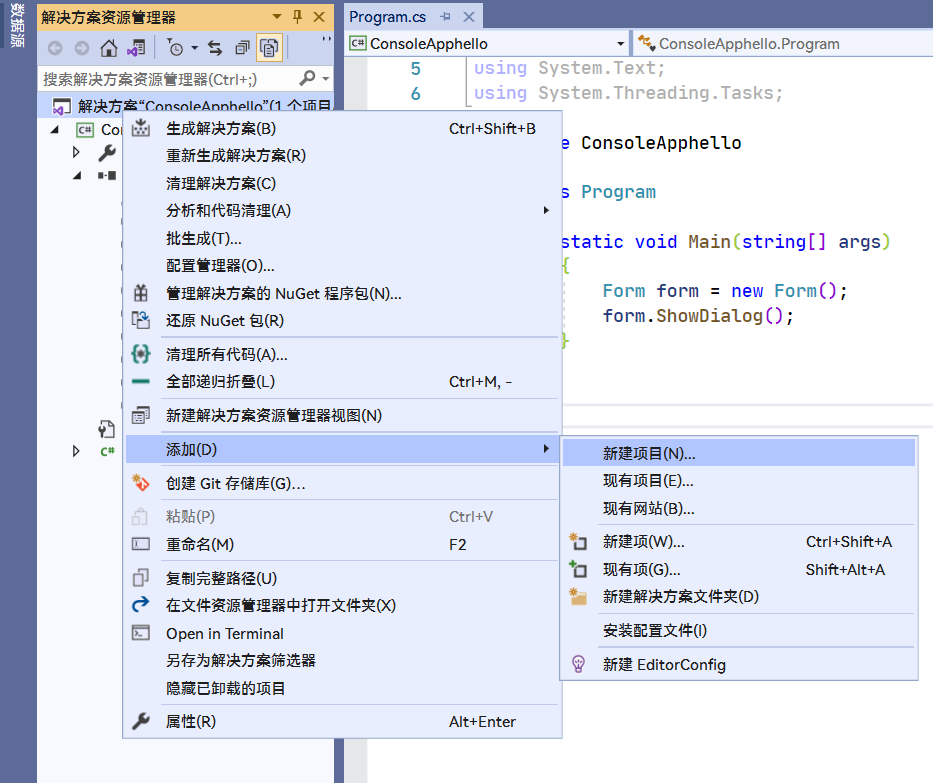 数据源
解决方案资源管理器
搜索解决方案资源管理器(Ctrl+;)
解决方案“ConsoleApphello”(1 个项目
C# Co
生成解决方案(B) Ctrl+Shift+B
重新生成解决方案(R)
清理解决方案(C)
分析和代码清理(A)
批生成(T)...
配置管理器(O)...
管理解决方案的 NuGet 程序包(N)...
还原 NuGet 包(R)
清理所有代码(A)...
全部递归折叠(L) Ctrl+M, -
新建解决方案资源管理器视图(N)
添加(D)
创建 Git 存储库(G)...
粘贴(P) Ctrl+V
重命名(M) F2
复制完整路径(U)
在文件资源管理器中打开文件夹(X)
Open in Terminal
另存为解决方案筛选器
隐藏已卸载的项目
属性(R) Alt+Enter
C#
Program.cs
C# ConsoleApphello
ConsoleApphello.Program
5 using System.Text;
6 using System.Threading.Tasks;
e ConsoleApphello
s Program
static void Main(string[] args)
{
Form form = new Form();
form.ShowDialog();
}
新建项目(N)...
现有项目(E)...
现有网站(B)...
新建项(W)... Ctrl+Shift+A
现有项(G)... Shift+Alt+A
新建解决方案文件夹(D)
安装配置文件(I)
新建 EditorConfig